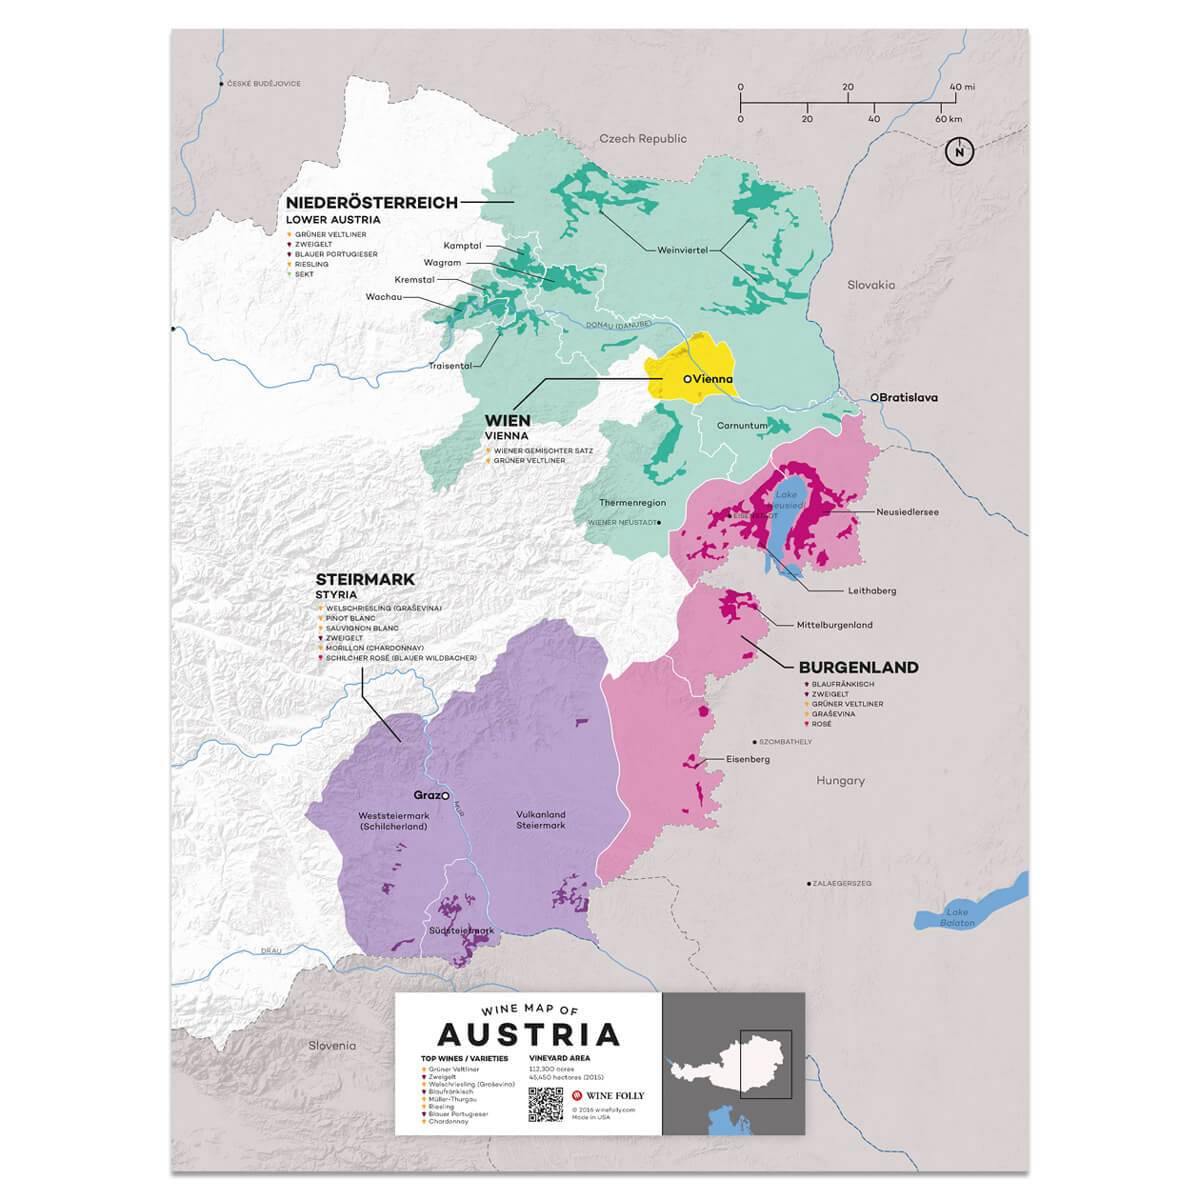 ČESKÉ BUDĚJOVICE
0 20 40 mi
0 20 40 60 km
N
Czech Republic
NIEDERÖSTERREICH
LOWER AUSTRIA
GRÜNER VELTLINER
ZWEIGELT
BLAUER PORTUGIESER
RIESLING
SEKT
Kamptal
Wagram
Kremstal
Wachau
Traisental
Weinviertel
Slovakia
DONAU (DANUBE)
Vienna
Bratislava
WIEN
VIENNA
WIENER GEMISCHTER SATZ
GRÜNER VELTLINER
Carnuntum
Thermenregion
WIENER NEUSTADT
Lake
Neusiedl
EISENSTADT
Neusiedlersee
Leithaberg
STEIRMARK
STYRIA
WELSCHRIESLING (GRAŠEVINA)
PINOT BLANC
SAUVIGNON BLANC
ZWEIGELT
MORILLON (CHARDONNAY)
SCHILCHER ROSÉ (BLAUER WILDBACHER)
Mittelburgenland
BURGENLAND
BLAUFRÄNKISCH
ZWEIGELT
GRÜNER VELTLINER
GRAŠEVINA
ROSÉ
SZOMBATHELY
Eisenberg
Hungary
Graz
MUR
Weststeiermark
(Schilcherland)
Vulkanland
Steiermark
ZALAEGERSZEG
Lake
Balaton
Südsteiermark
DRAU
Slovenia
WINE MAP OF
AUSTRIA
TOP WINES / VARIETIES
Grüner Veltliner
Zweigelt
Welschriesling (Graševina)
Blaufränkisch
Müller-Thurgau
Riesling
Blauer Portugieser
Chardonnay
VINEYARD AREA
112,300 acres
45,450 hectares (2015)
WINE FOLLY
© 2016 winefolly.com
Made in USA